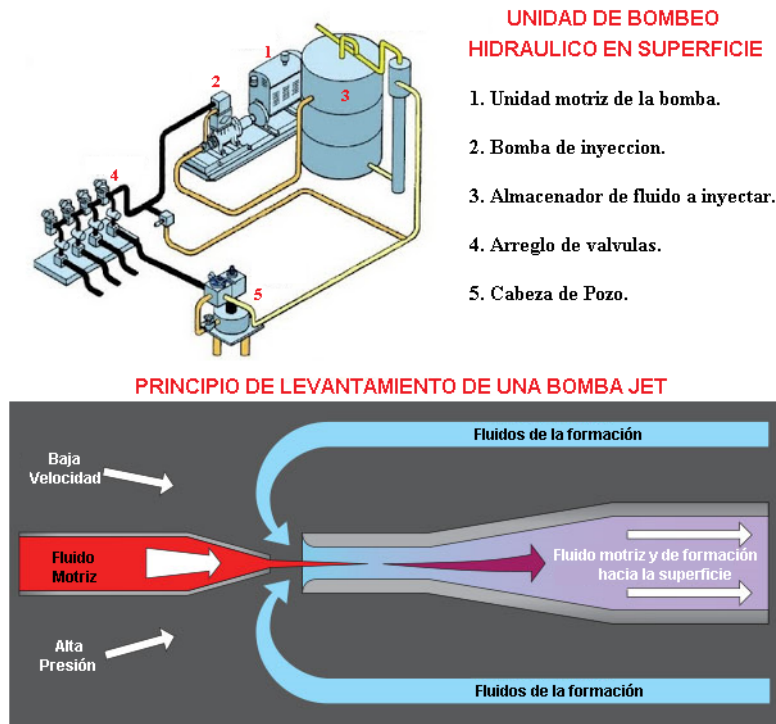 UNIDAD DE BOMBEO
HIDRAULICO EN SUPERFICIE
1. Unidad motriz de la bomba.
2. Bomba de inyeccion.
3. Almacenador de fluido a inyectar.
4. Arreglo de valvulas.
5. Cabeza de Pozo.
1
2
3
4
5
PRINCIPIO DE LEVANTAMIENTO DE UNA BOMBA JET
Fluidos de la formación
Baja
Velocidad
Fluido
Motriz
Fluido motriz y de formación
hacia la superficie
Alta
Presión
Fluidos de la formación